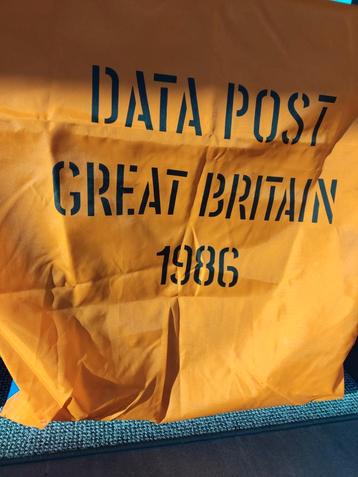 DATA POST
GREAT BRITAIN
1986